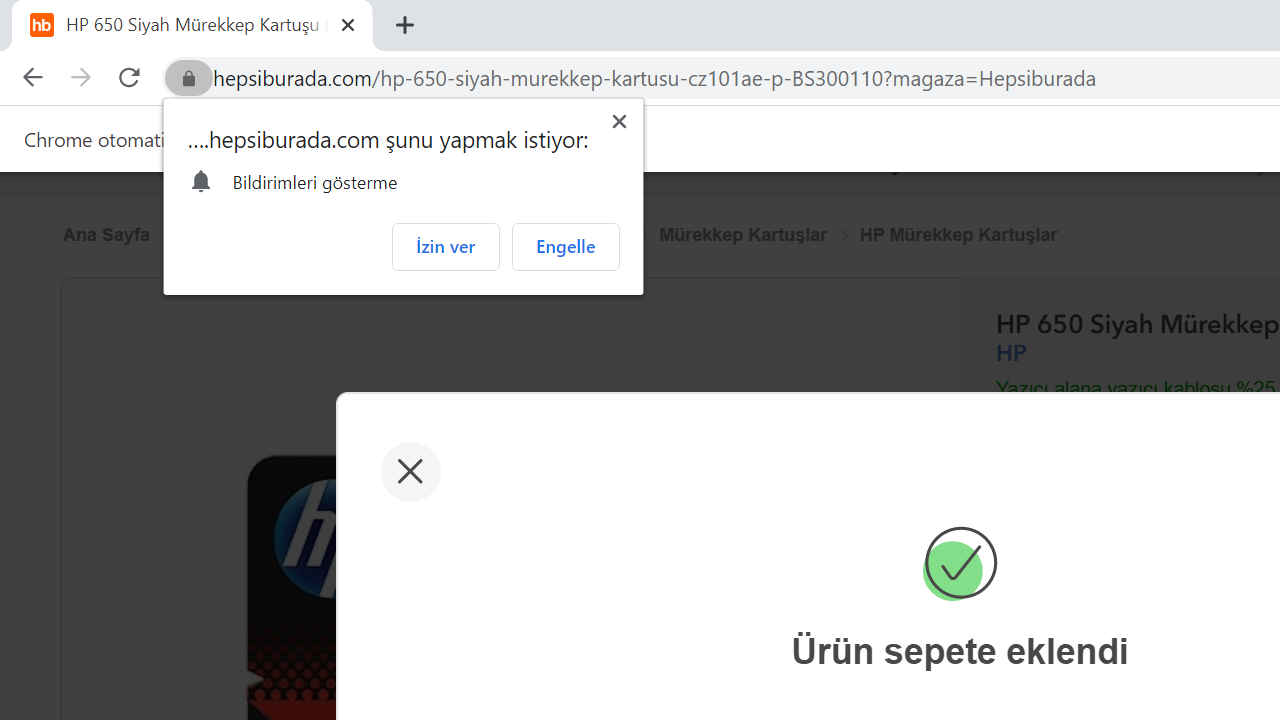 hb HP 650 Siyah Mürekkep Kartuşu
hepsiburada.com/hp-650-siyah-murekkep-kartusu-cz101ae-p-BS300110?magaza=Hepsiburada
Chrome otomati
....hepsiburada.com şunu yapmak istiyor:
Bildirimleri gösterme
İzin ver
Engelle
Ana Sayfa
Mürekkep Kartuşlar
HP Mürekkep Kartuşlar
HP 650 Siyah Mürekkep
HP
Yazıcı alana yazıcı kablosu %25
hp
Ürün sepete eklendi